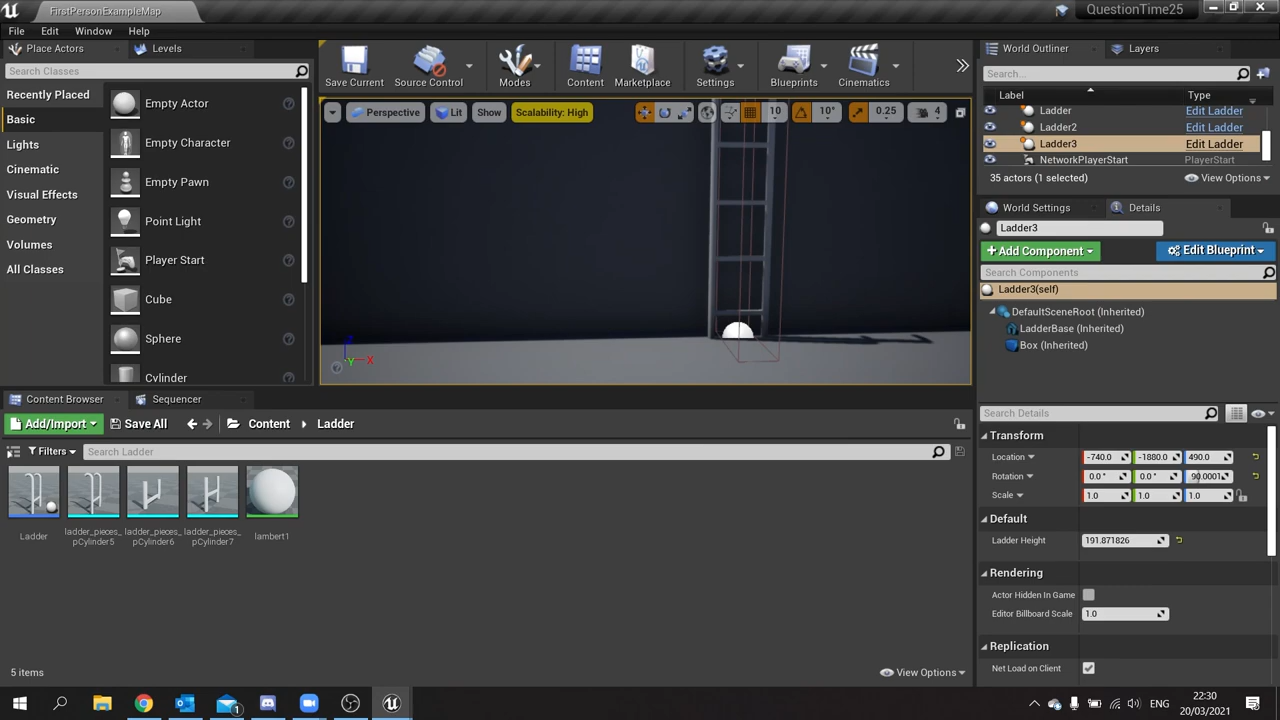 FirstPersonExampleMap
QuestionTime25
File Edit Window Help
Place Actors
Levels
Search Classes
Recently Placed
Basic
Lights
Cinematic
Visual Effects
Geometry
Volumes
All Classes
Empty Actor
Empty Character
Empty Pawn
Point Light
Player Start
Cube
Sphere
Cylinder
Save Current
Source Control
Modes
Content
Marketplace
Settings
Blueprints
Cinematics
Perspective
Lit
Show
Scalability: High
10
10°
0.25
4
Z
X
Y
World Outliner
Layers
Search...
Label
Type
Ladder Edit Ladder
Ladder2 Edit Ladder
Ladder3 Edit Ladder
NetworkPlayerStart PlayerStart
35 actors (1 selected)
View Options
World Settings
Details
Ladder3
+ Add Component
Edit Blueprint
Search Components
Ladder3(self)
DefaultSceneRoot (Inherited)
LadderBase (Inherited)
Box (Inherited)
Search Details
Transform
Location -740.0 -1880.0 490.0
Rotation 0.0 ° 0.0 ° 90.0001
Scale 1.0 1.0 1.0
Default
Ladder Height 191.871826
Rendering
Actor Hidden In Game
Editor Billboard Scale 1.0
Replication
Net Load on Client
Content Browser
Sequencer
Add/Import
Save All
Content
Ladder
Filters
Search Ladder
Ladder
ladder_pieces_
pCylinder5
ladder_pieces_
pCylinder6
ladder_pieces_
pCylinder7
lambert1
5 items
View Options
1
ENG
22:30
20/03/2021